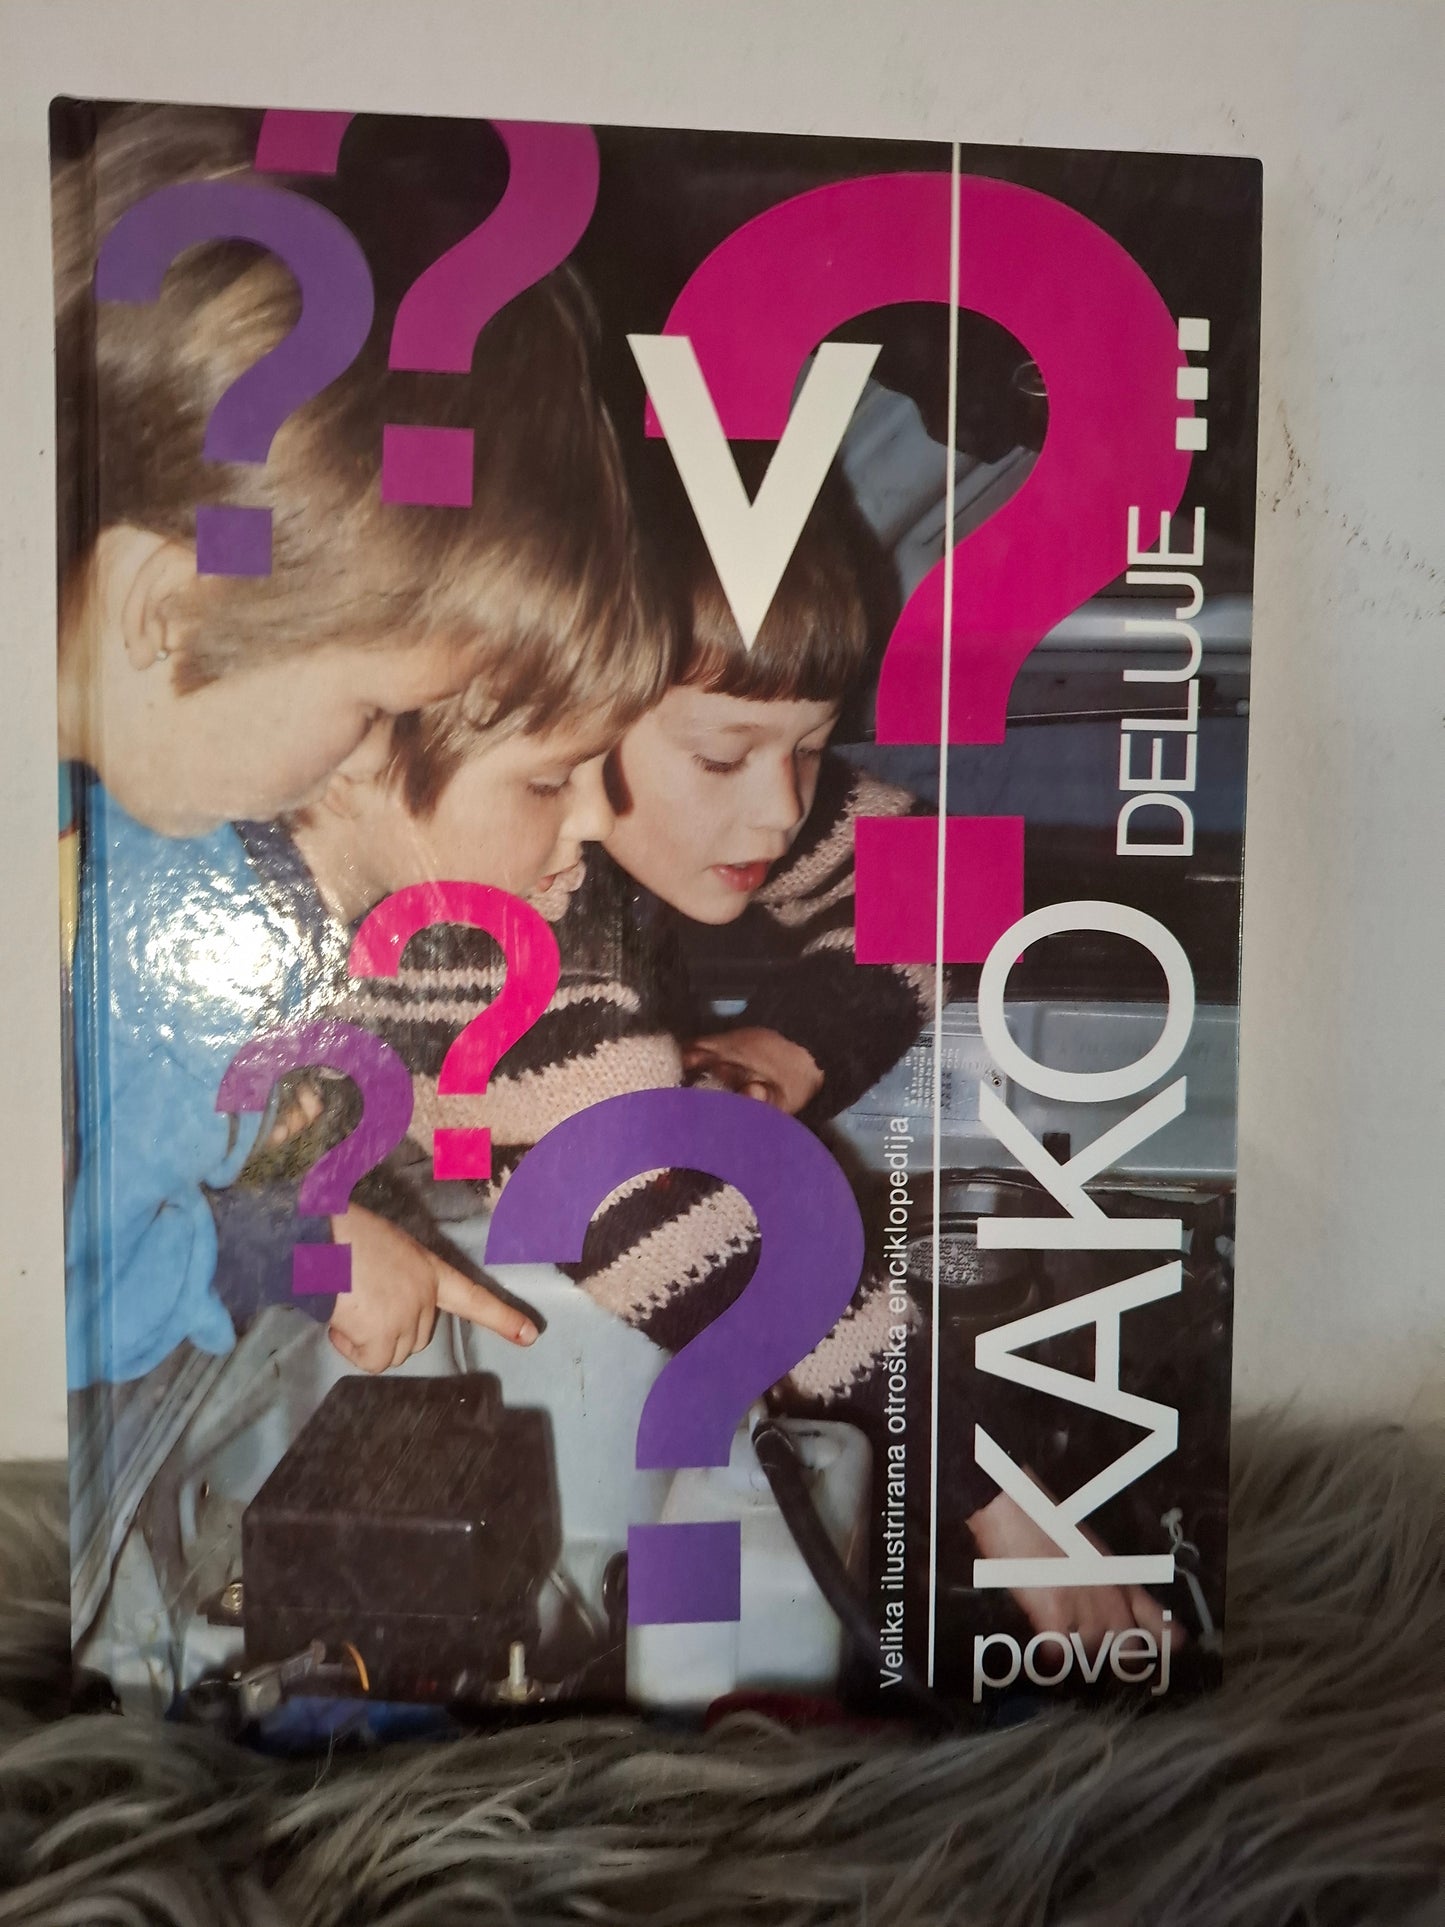 V
Velika ilustrirana otroška enciklopedija
povej.
KAKO DELUJE ...